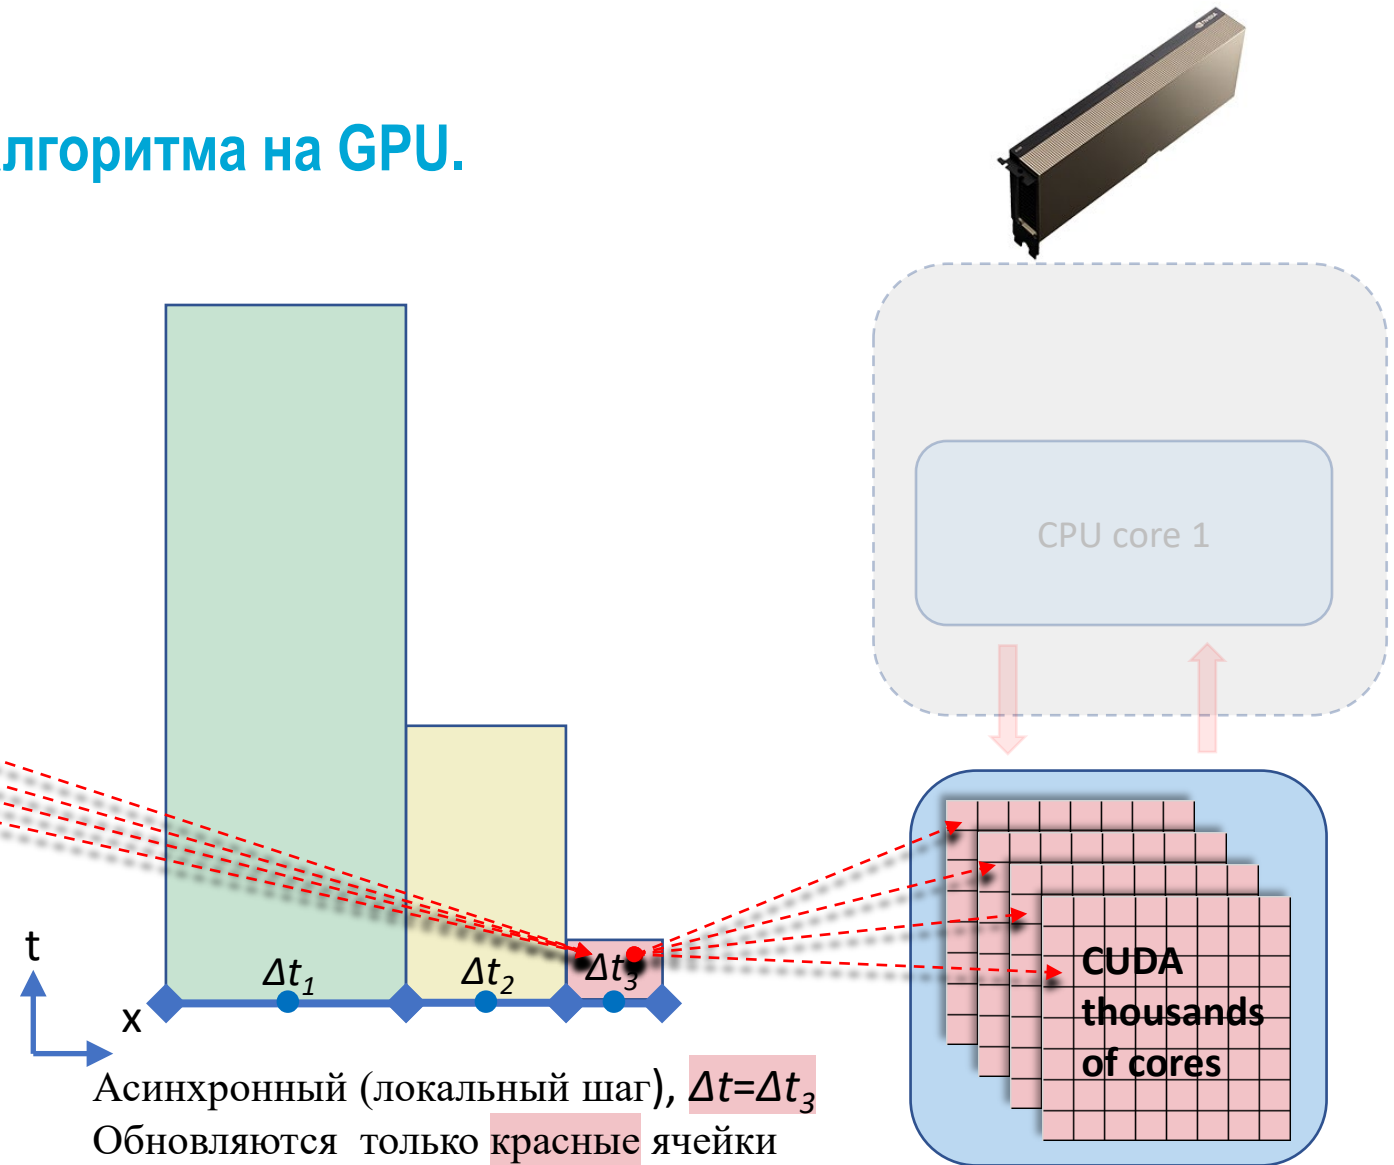 лгоритма на GPU.
CPU core 1
t
Δt₁
Δt₂
Δt₃
x
CUDA
thousands
of cores
Асинхронный (локальный шаг), Δt=Δt₃
Обновляются только красные ячейки